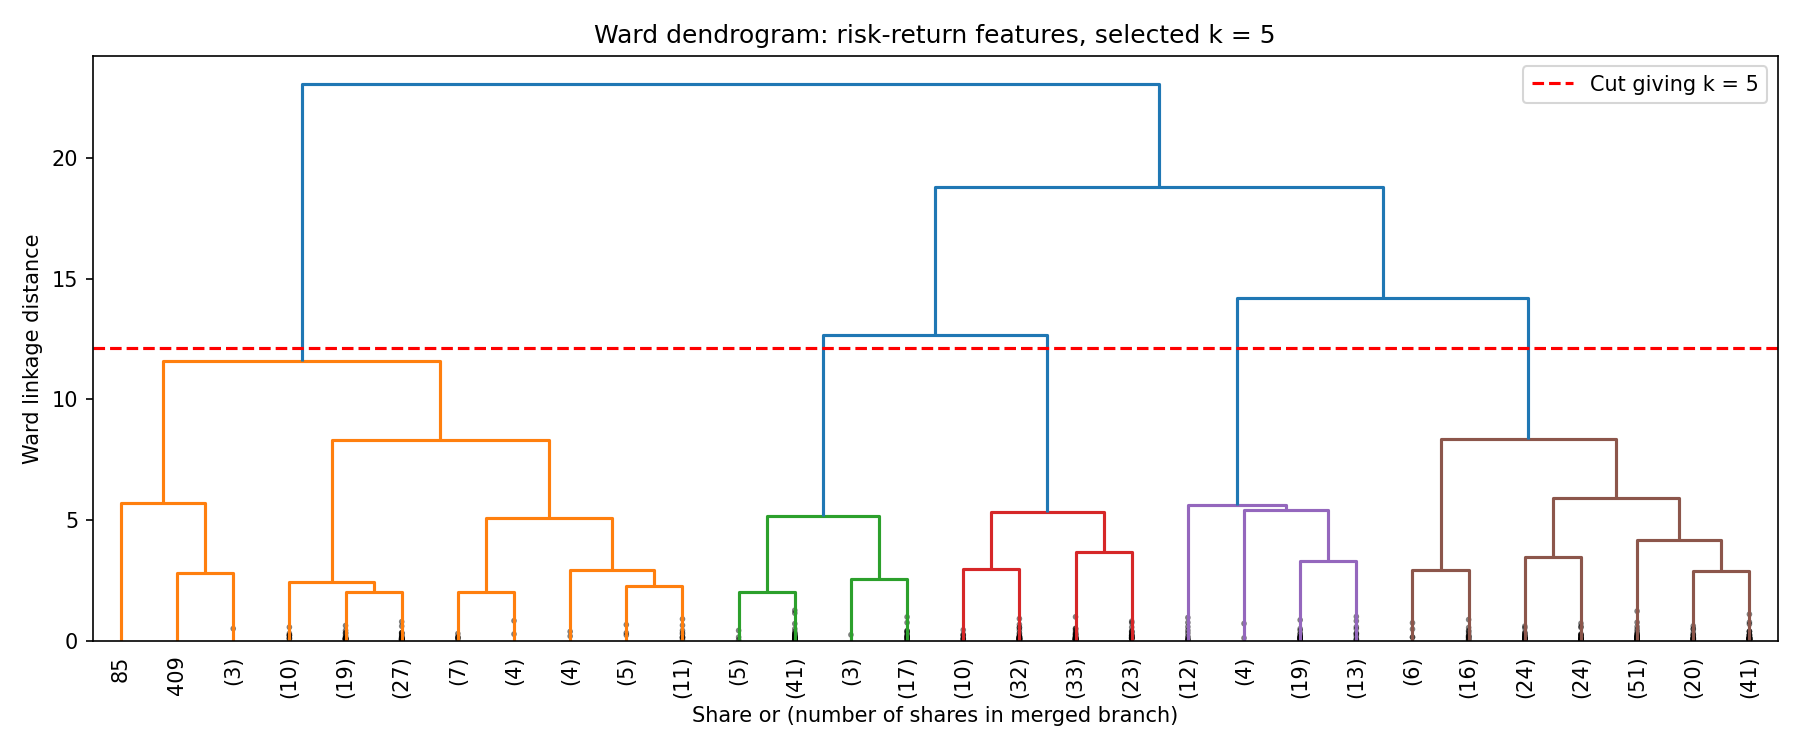 Ward dendrogram: risk-return features, selected k = 5
Cut giving k = 5
Ward linkage distance
20
15
10
5
0
85 409 (3) (10) (19) (27) (7) (4) (4) (5) (11) (5) (41) (3) (17) (10) (32) (33) (23) (12) (4) (19) (13) (6) (16) (24) (24) (51) (20) (41)
Share or (number of shares in merged branch)